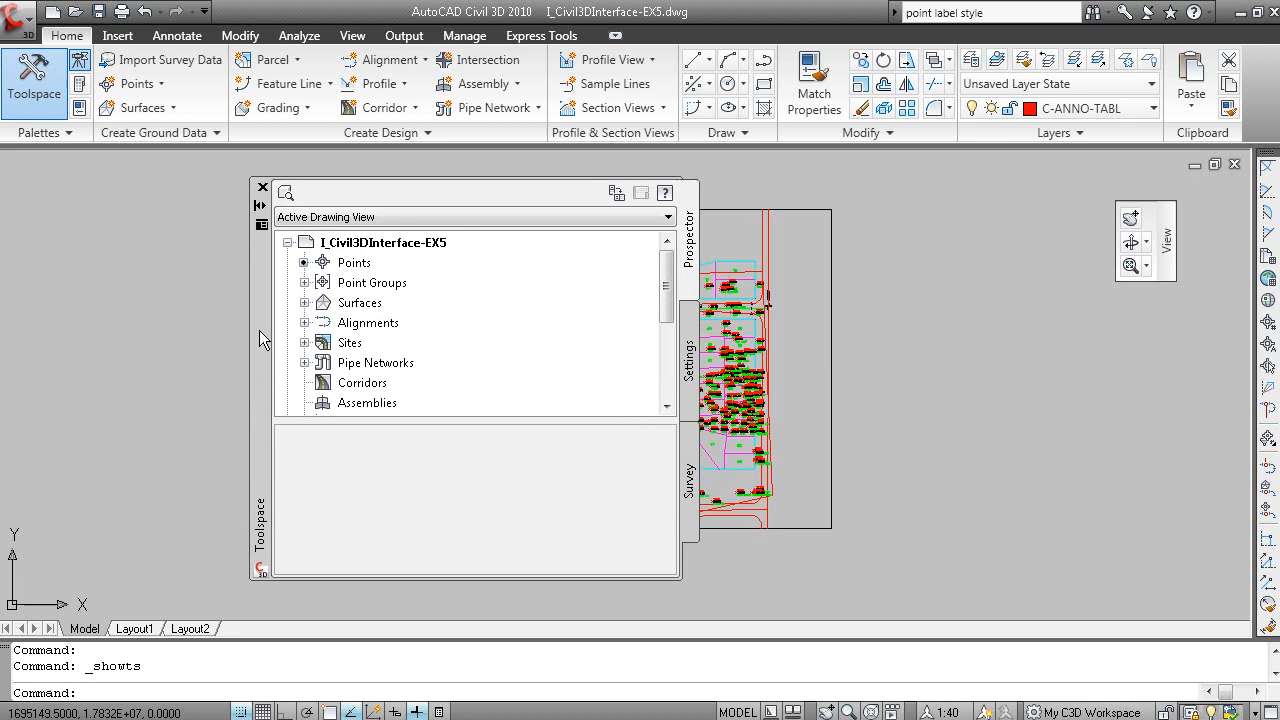 AutoCAD Civil 3D 2010 I_Civil3DInterface-EX5.dwg
point label style
3D
Home Insert Annotate Modify Analyze View Output Manage Express Tools
Toolspace
Import Survey Data
Points
Surfaces
Parcel
Feature Line
Grading
Alignment
Profile
Corridor
Intersection
Assembly
Pipe Network
Profile View
Sample Lines
Section Views
Match
Properties
Unsaved Layer State
C-ANNO-TABL
Paste
Palettes
Create Ground Data
Create Design
Profile & Section Views
Draw
Modify
Layers
Clipboard
Active Drawing View
I_Civil3DInterface-EX5
Points
Point Groups
Surfaces
Alignments
Sites
Pipe Networks
Corridors
Assemblies
Prospector
Settings
Survey
Toolspace
3D
View
Y
X
Model Layout1 Layout2
Command:
Command: _showts
Command:
1695149.5000, 1.7832E+07, 0.0000
MODEL
1:40
My C3D Workspace